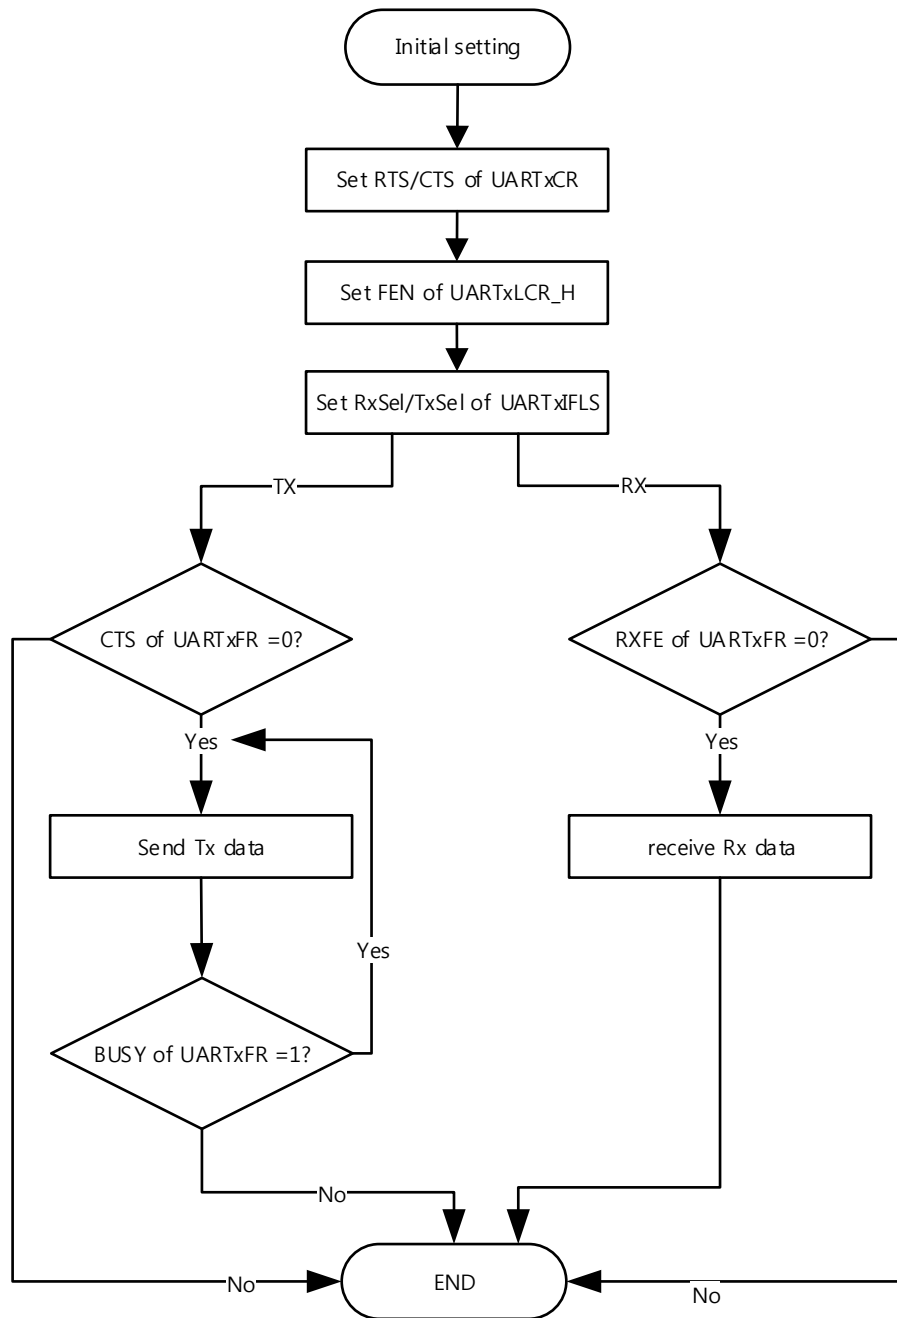 Initial setting
Set RTS/CTS of UARTxCR
Set FEN of UARTxLCR_H
Set RxSel/TxSel of UARTxIFLS
TX
RX
CTS of UARTxFR =0?
RXFE of UARTxFR =0?
Yes
Yes
Send Tx data
receive Rx data
Yes
BUSY of UARTxFR =1?
No
No
END
No